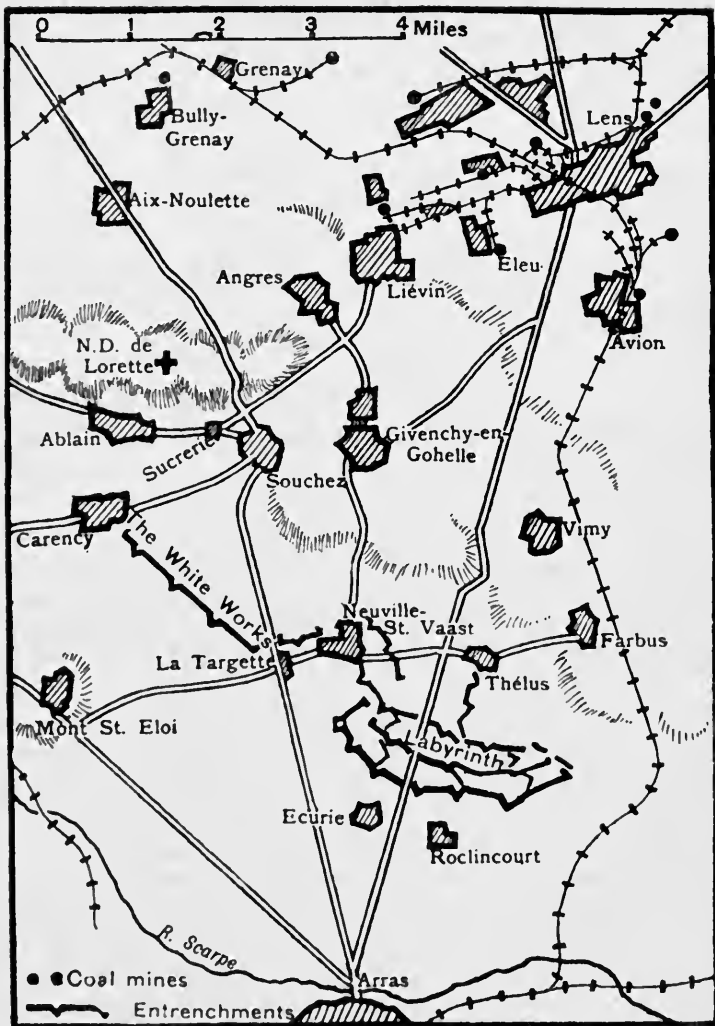 0 1 2 3 4 Miles
Grenay
Bully-
Grenay
Lens
Aix-Noulette
Angres
Liévin
Eleu
Avion
N.D. de
Lorette
Ablain
Sucrerie
Souchez
Givenchy-en-
Gohelle
Carency
The White Works
Vimy
Neuville-
St. Vaast
La Targette
Farbus
Thélus
Mont St. Eloi
Labyrinth
Ecurie
Roclincourt
R. Scarpe
Coal mines
Arras
Entrenchments